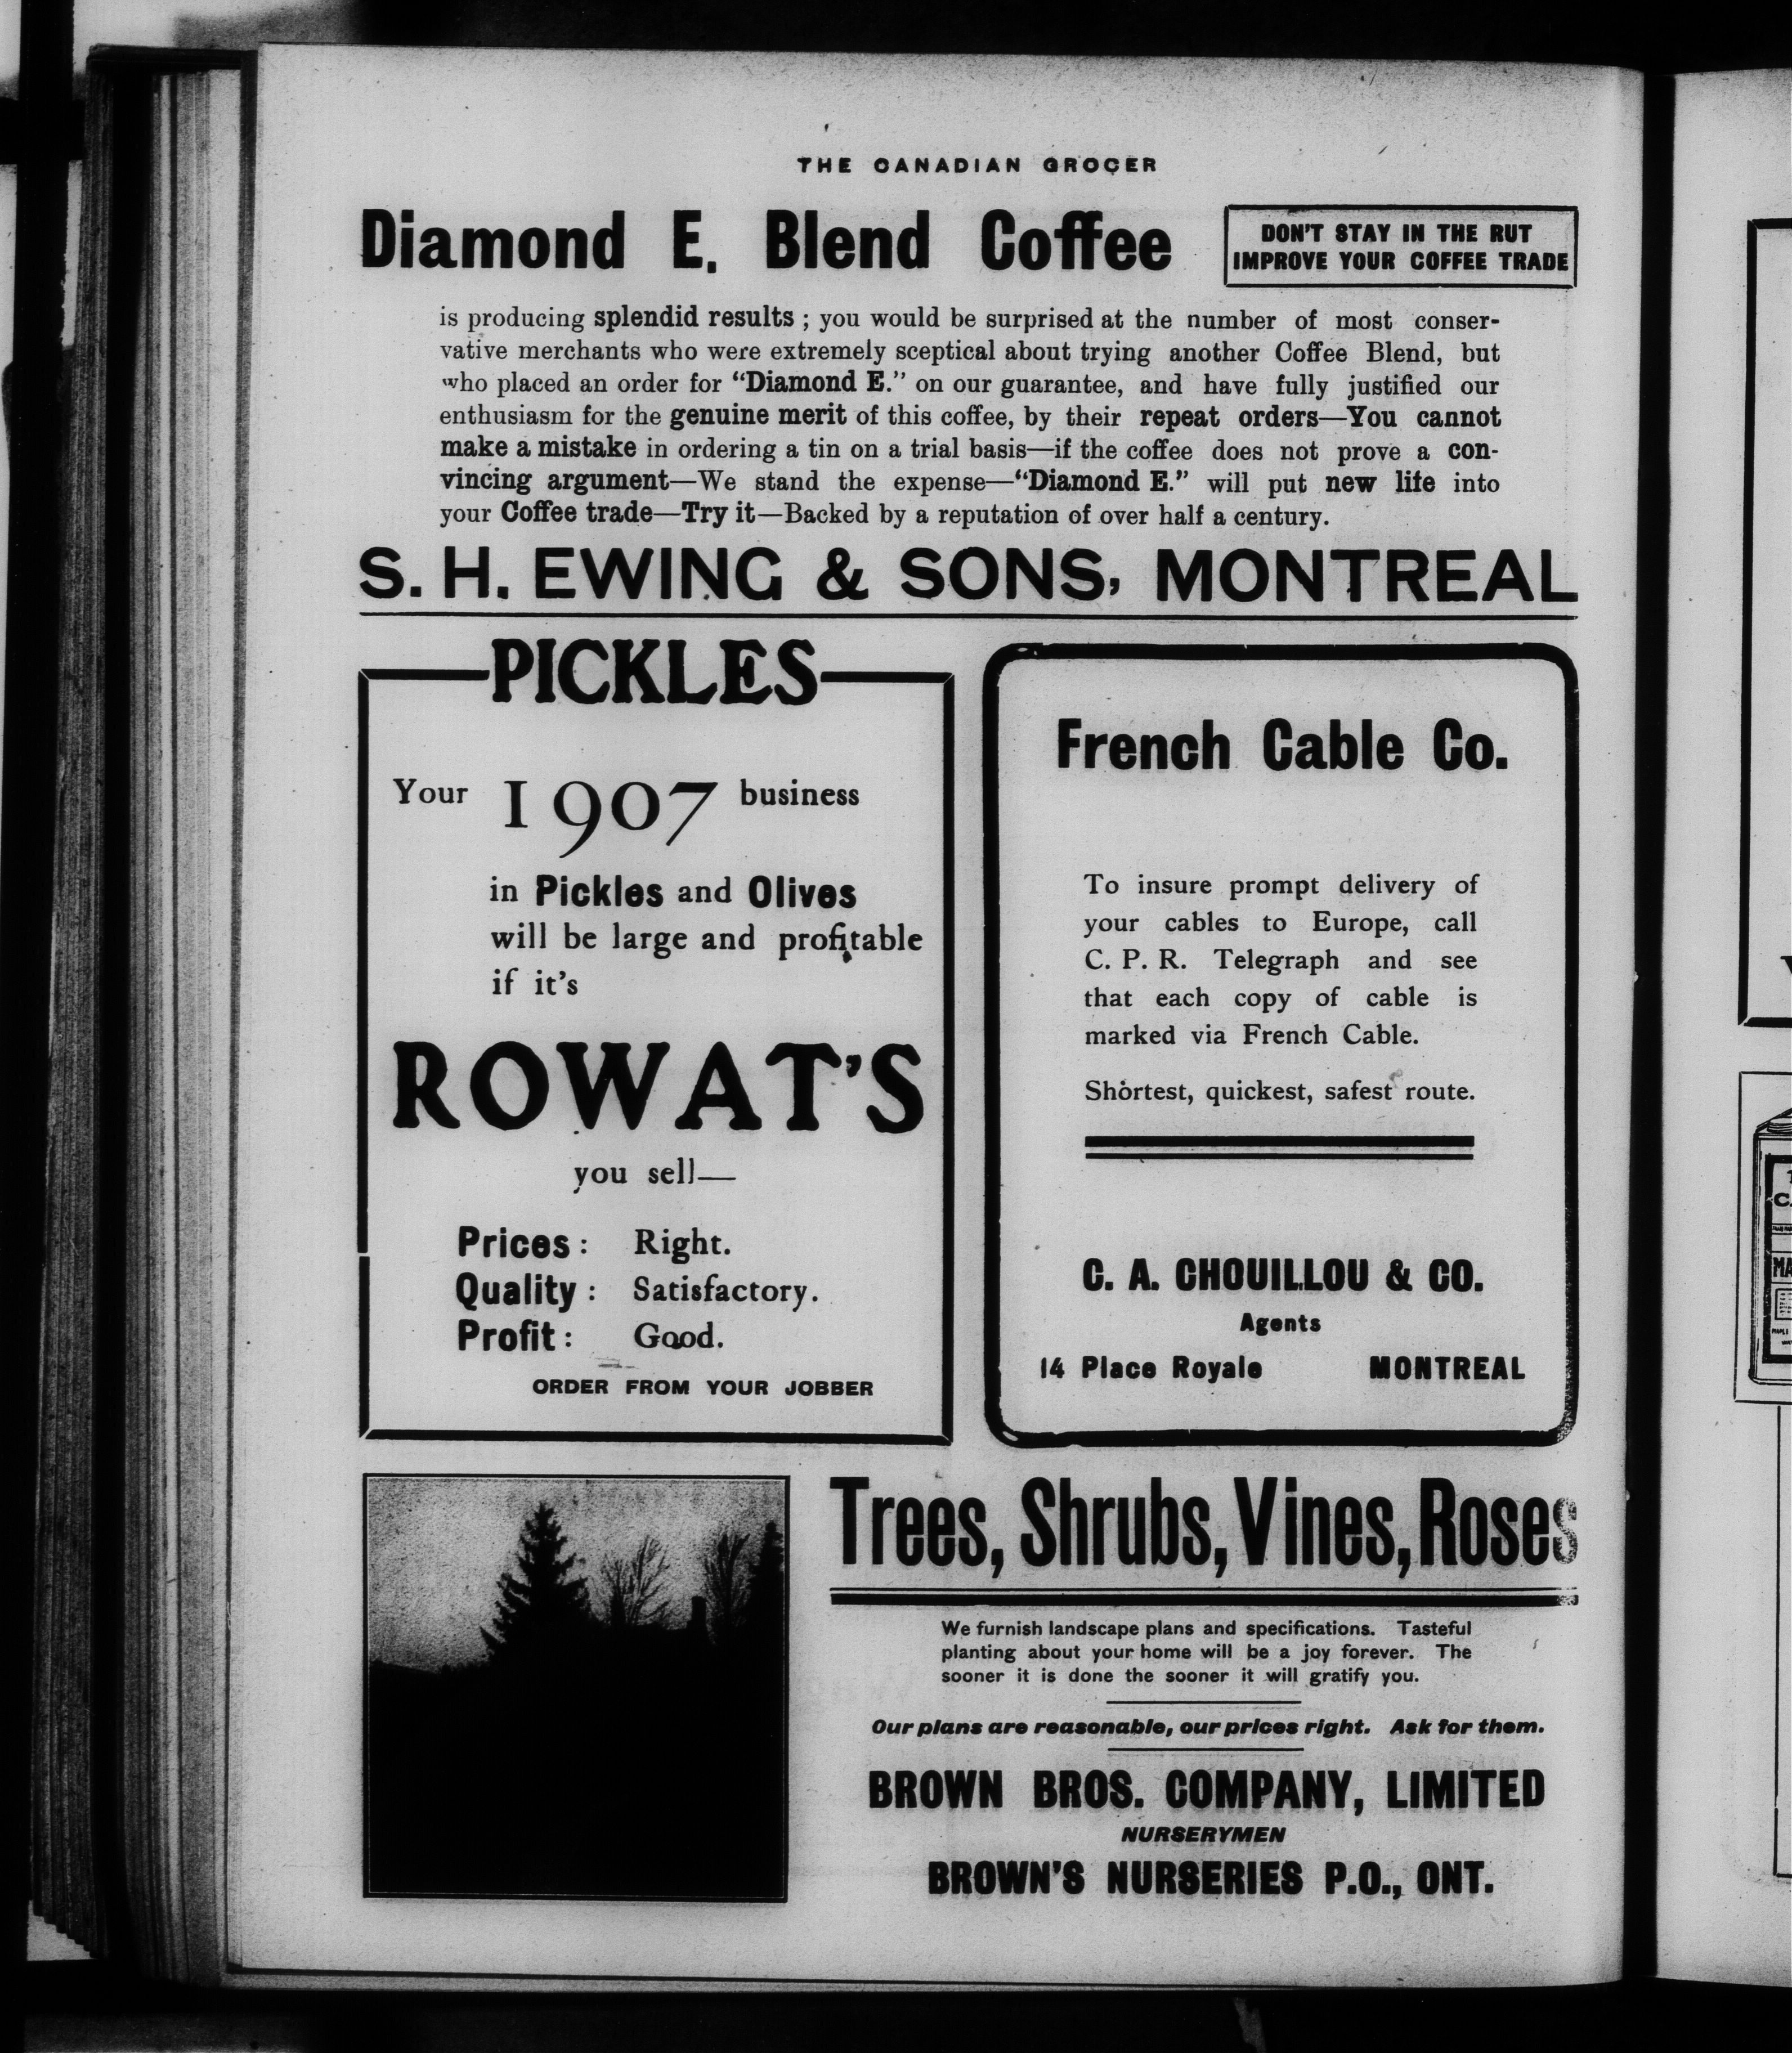 THE CANADIAN GROCER
Diamond E. Blend Coffee
DON'T STAY IN THE RUT
IMPROVE YOUR COFFEE TRADE
is producing splendid results ; you would be surprised at the number of most conser-
vative merchants who were extremely sceptical about trying another Coffee Blend, but
who placed an order for "Diamond E." on our guarantee, and have fully justified our
enthusiasm for the genuine merit of this coffee, by their repeat orders—You cannot
make a mistake in ordering a tin on a trial basis—if the coffee does not prove a con-
vincing argument—We stand the expense—"Diamond E." will put new life into
your Coffee trade—Try it—Backed by a reputation of over half a century.
S. H. EWING & SONS, MONTREAL
PICKLES
Your 1907 business
in Pickles and Olives
will be large and profitable
if it's
ROWAT'S
you sell—
Prices : Right.
Quality : Satisfactory.
Profit : Good.
ORDER FROM YOUR JOBBER
French Cable Co.
To insure prompt delivery of
your cables to Europe, call
C. P. R. Telegraph and see
that each copy of cable is
marked via French Cable.
Shortest, quickest, safest route.
C. A. CHOUILLOU & CO.
Agents
14 Place Royale MONTREAL
Trees, Shrubs, Vines, Roses
We furnish landscape plans and specifications. Tasteful
planting about your home will be a joy forever. The
sooner it is done the sooner it will gratify you.
Our plans are reasonable, our prices right. Ask for them.
BROWN BROS. COMPANY, LIMITED
NURSERYMEN
BROWN'S NURSERIES P.O., ONT.